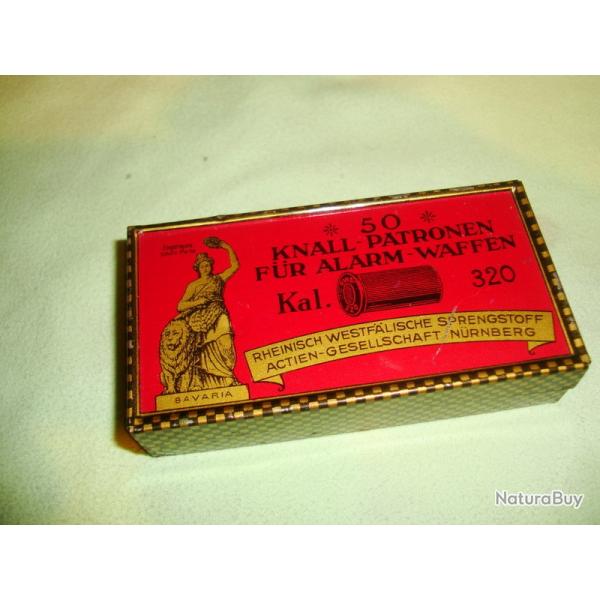 * 50 *
KNALL-PATRONEN
FÜR ALARM-WAFFEN
Kal. 320
RHEINISCH WESTFÄLISCHE SPRENGSTOFF
ACTIEN-GESELLSCHAFT NÜRNBERG
BAVARIA
NaturaBuy